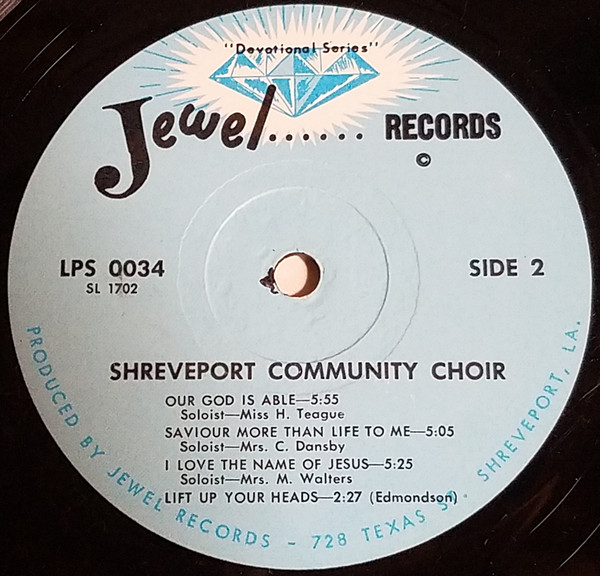 "Devotional Series"
Jewel...... RECORDS
©
LPS 0034
SL 1702
SIDE 2
SHREVEPORT COMMUNITY CHOIR
OUR GOD IS ABLE—5:55
Soloist—Miss H. Teague
SAVIOUR MORE THAN LIFE TO ME—5:05
Soloist—Mrs. C. Dansby
I LOVE THE NAME OF JESUS—5:25
Soloist—Mrs. M. Walters
LIFT UP YOUR HEADS—2:27 (Edmondson)
PRODUCED BY JEWEL RECORDS - 728 TEXAS ST. SHREVEPORT, LA.